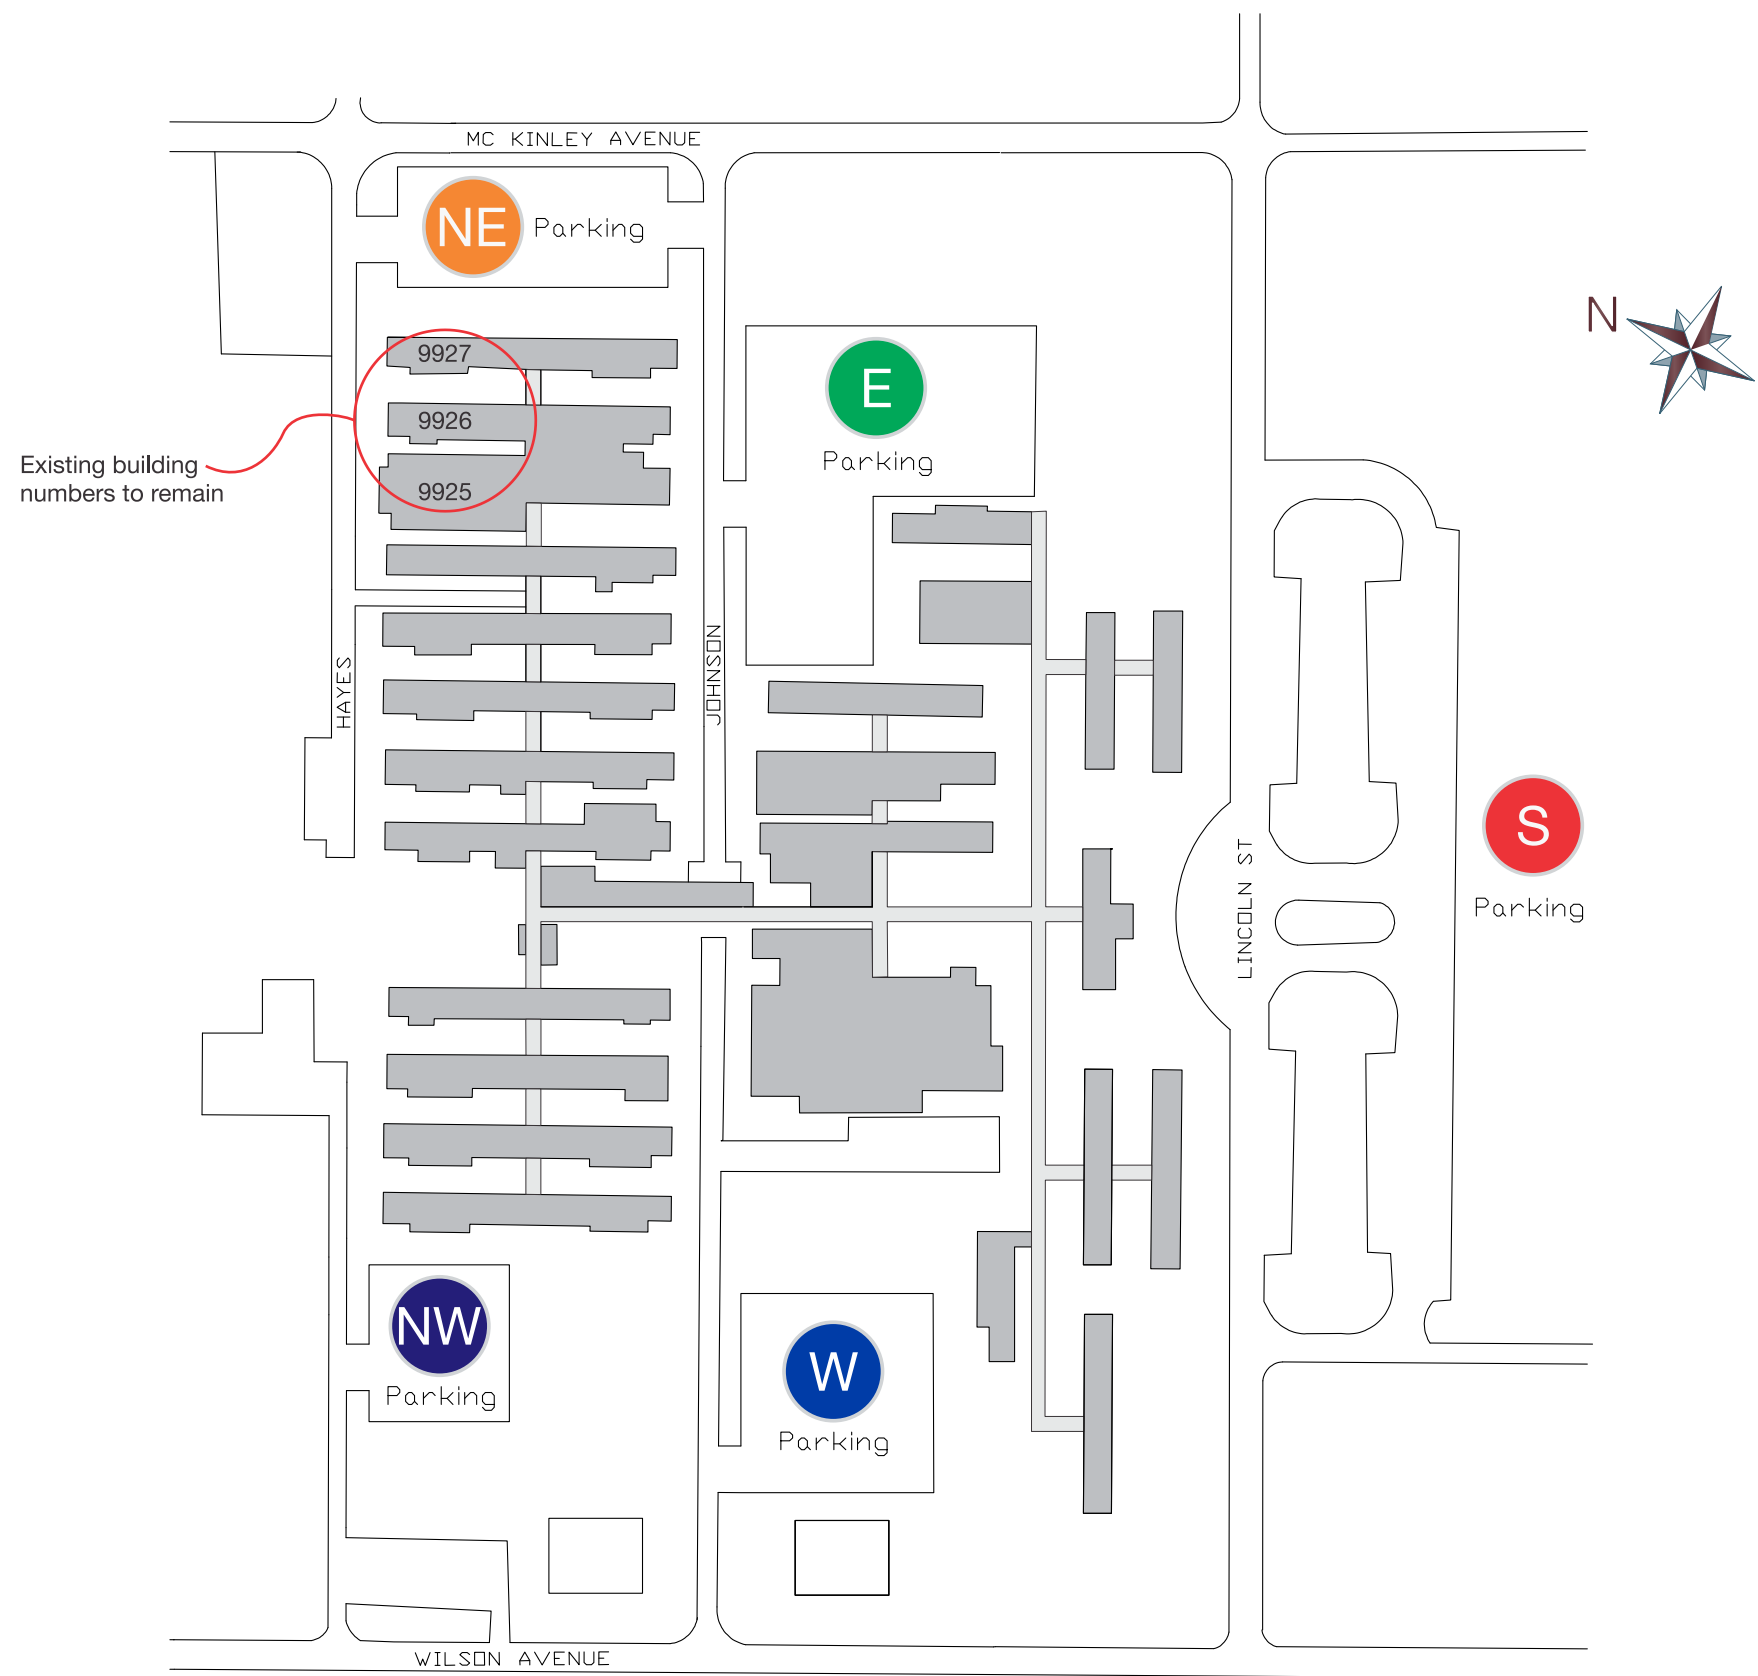 MC KINLEY AVENUE
NE
Parking
N
9927
E
9926
Parking
Existing building
numbers to remain
9925
HAYES
JOHNSON
S
Parking
LINCOLN ST
NW
Parking
W
Parking
WILSON AVENUE